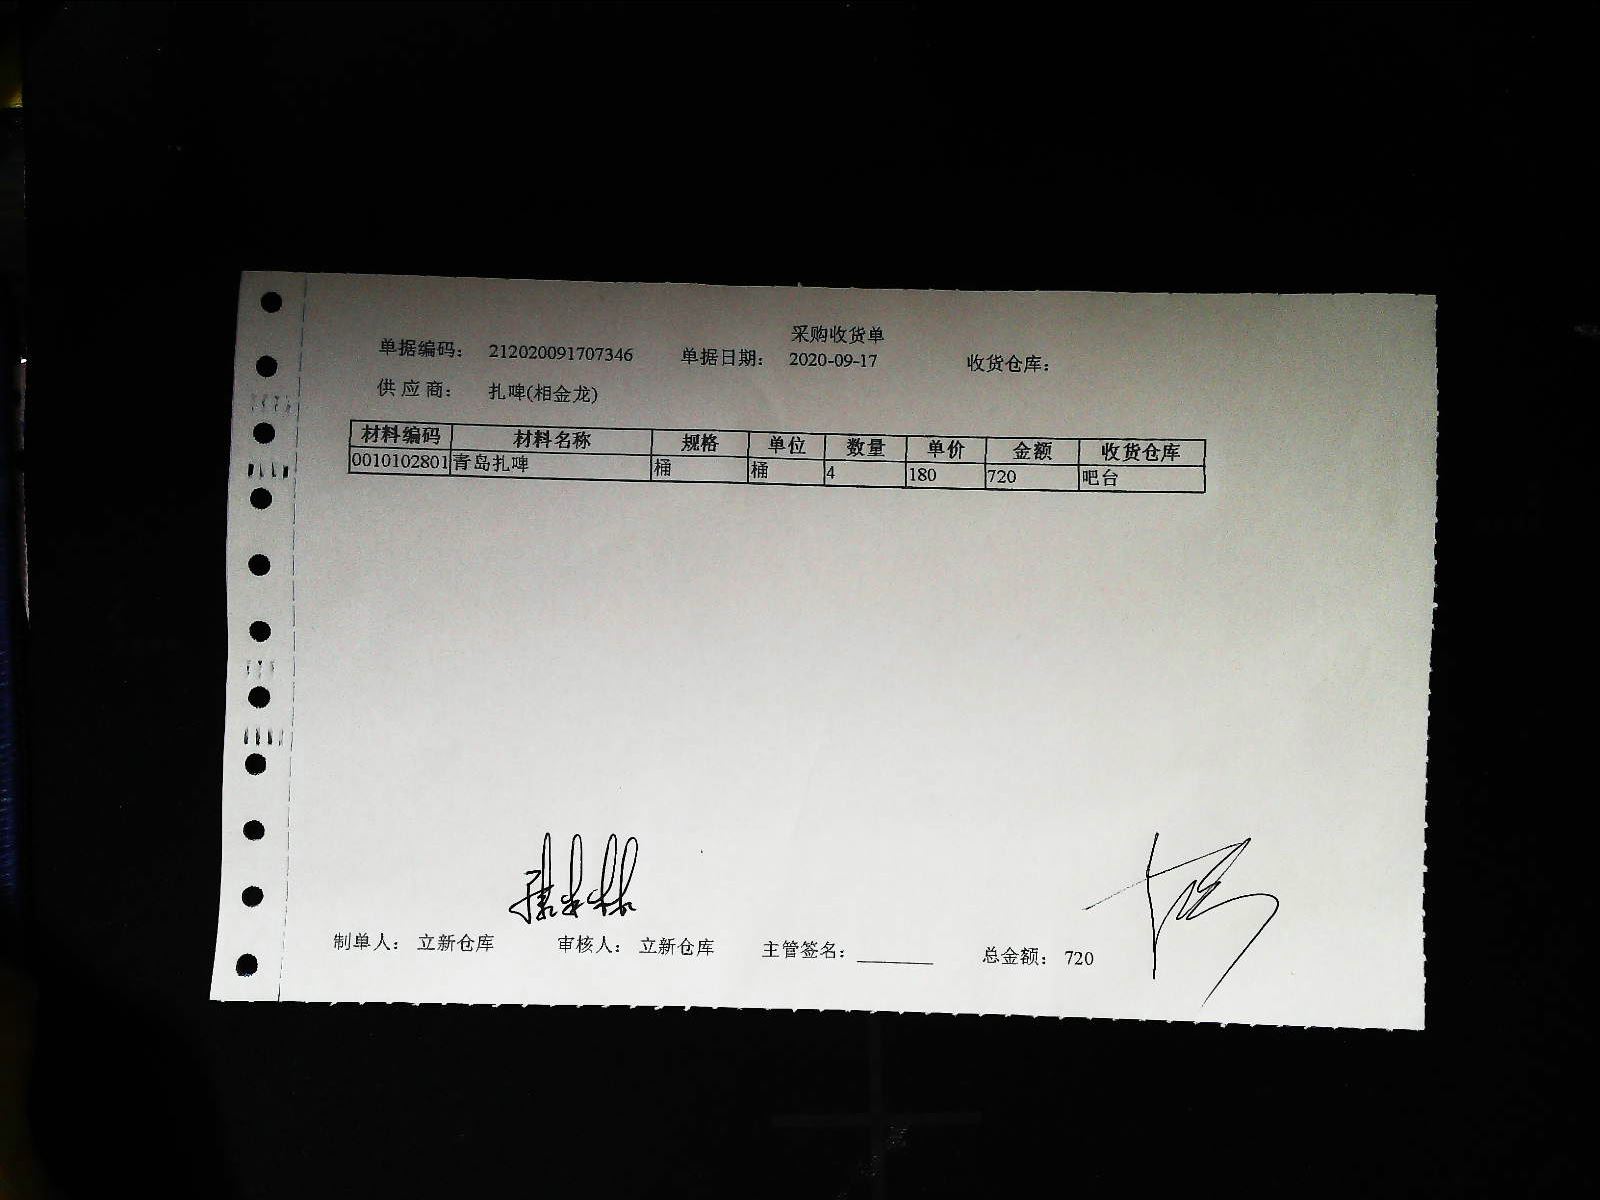 采购收货单
单据编码： 212020091707346 单据日期： 2020-09-17 收货仓库：
供 应 商： 扎啤(相金龙)
材料编码 材料名称 规格 单位 数量 单价 金额 收货仓库
0010102801 青岛扎啤 桶 桶 4 180 720 吧台
制单人： 立新仓库 审核人： 立新仓库 主管签名： 总金额： 720